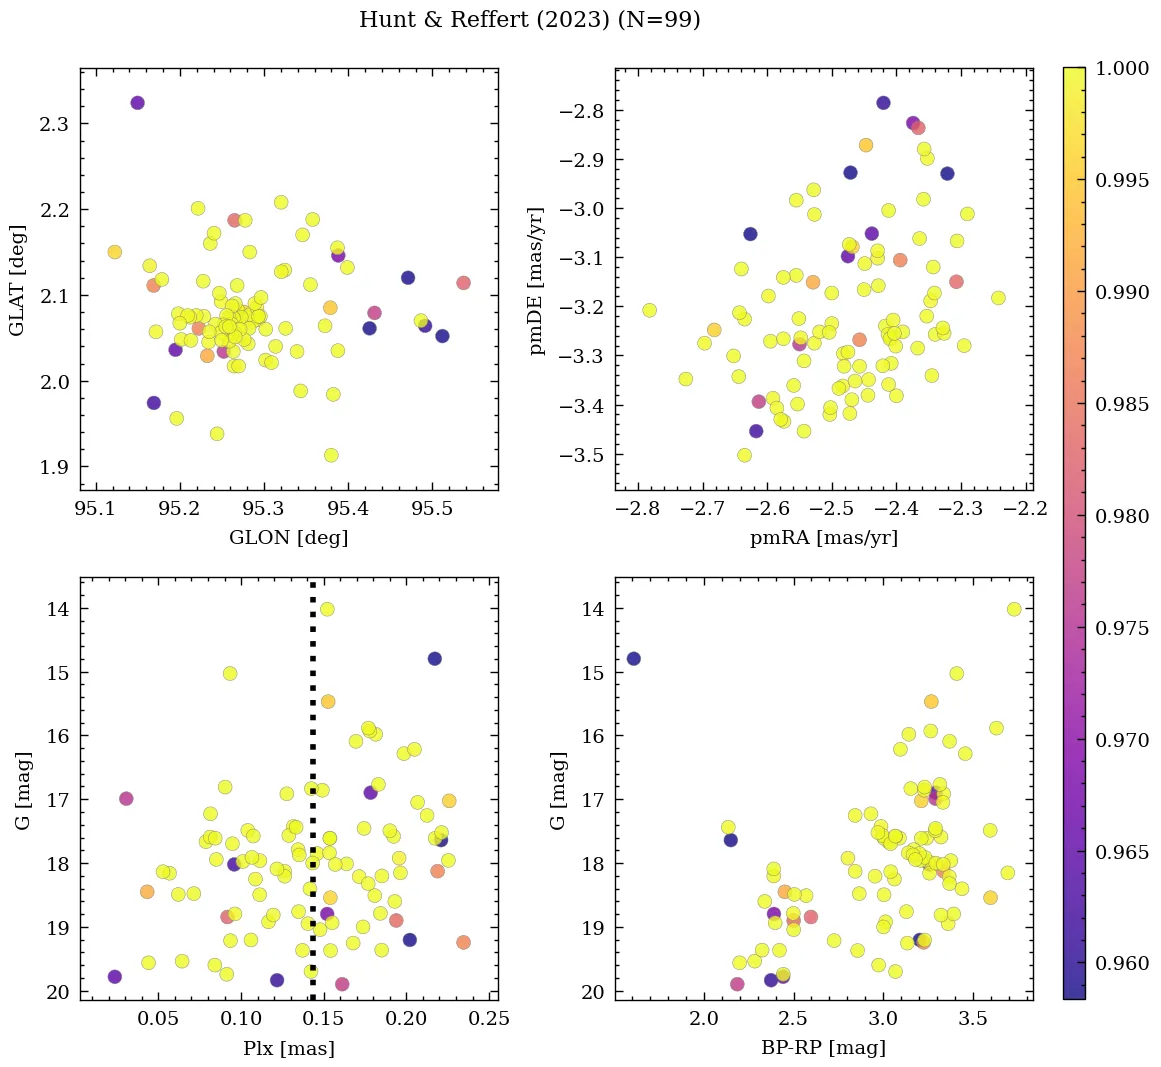 Hunt & Reffert (2023) (N=99)
2.3
2.2
2.1
2.0
1.9
GLAT [deg]
95.1 95.2 95.3 95.4 95.5
GLON [deg]
−2.8
−2.9
−3.0
−3.1
−3.2
−3.3
−3.4
−3.5
pmDE [mas/yr]
−2.8 −2.7 −2.6 −2.5 −2.4 −2.3 −2.2
pmRA [mas/yr]
14
15
16
17
18
19
20
G [mag]
0.05 0.10 0.15 0.20 0.25
Plx [mas]
14
15
16
17
18
19
20
G [mag]
2.0 2.5 3.0 3.5
BP-RP [mag]
1.000
0.995
0.990
0.985
0.980
0.975
0.970
0.965
0.960